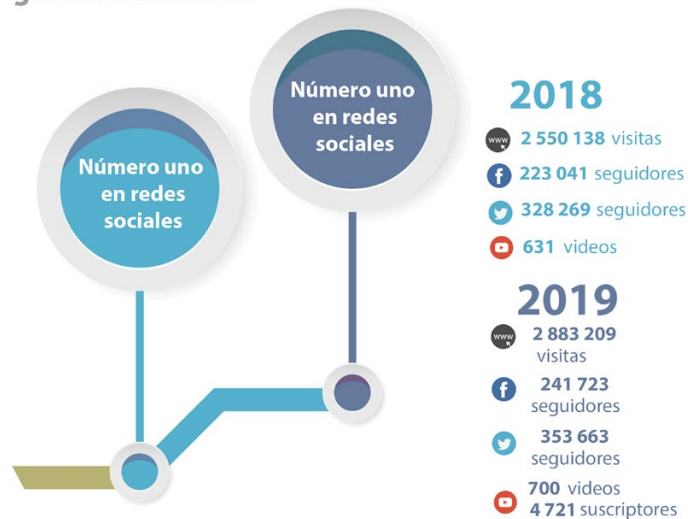 Número uno
en redes
sociales
Número uno
en redes
sociales
2018
www 2 550 138 visitas
f 223 041 seguidores
328 269 seguidores
631 videos
2019
www 2 883 209
visitas
f 241 723
seguidores
353 663
seguidores
700 videos
4 721 suscriptores